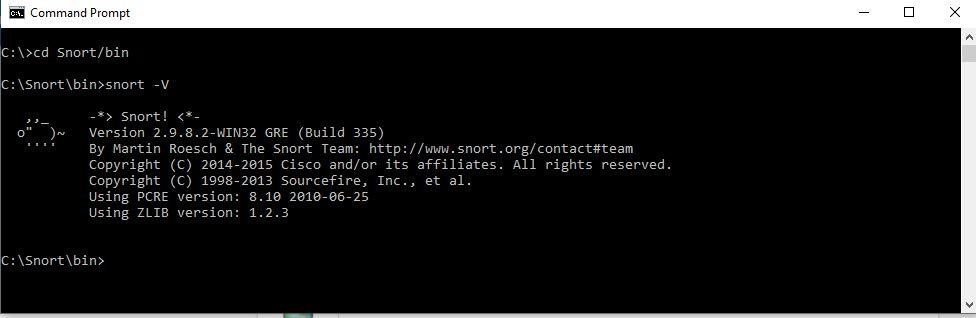 Command Prompt
C:\>cd Snort/bin
C:\Snort\bin>snort -V
,,_ -*> Snort! <*-
o" )~ Version 2.9.8.2-WIN32 GRE (Build 335)
'''' By Martin Roesch & The Snort Team: http://www.snort.org/contact#team
Copyright (C) 2014-2015 Cisco and/or its affiliates. All rights reserved.
Copyright (C) 1998-2013 Sourcefire, Inc., et al.
Using PCRE version: 8.10 2010-06-25
Using ZLIB version: 1.2.3
C:\Snort\bin>